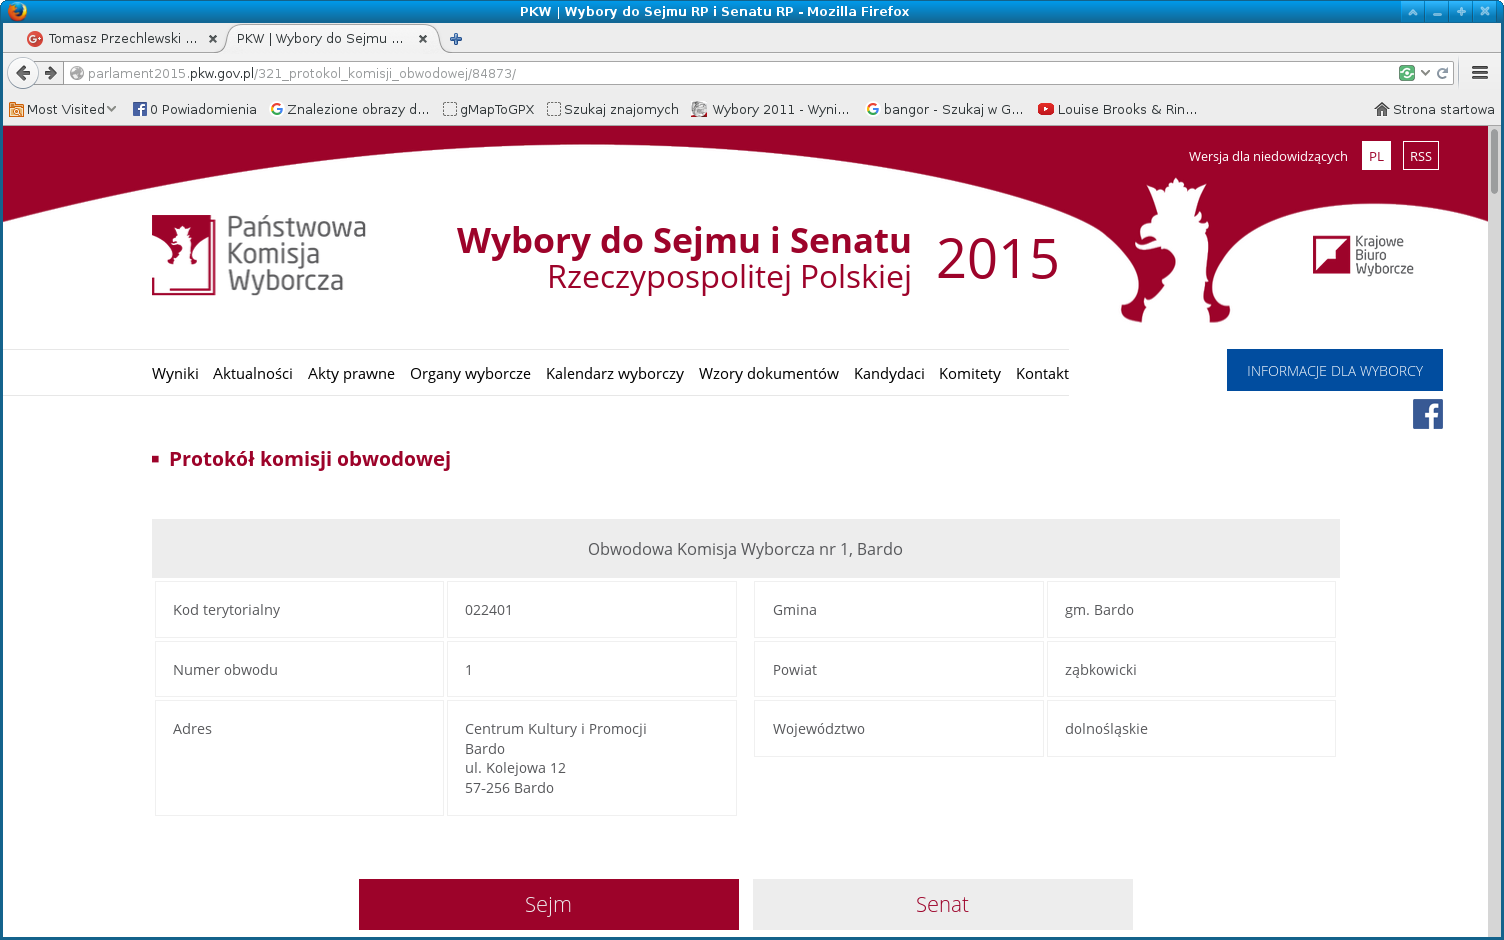 PKW | Wybory do Sejmu RP i Senatu RP - Mozilla Firefox
Tomasz Przechlewski ...
PKW | Wybory do Sejmu ...
parlament2015.pkw.gov.pl/321_protokol_komisji_obwodowej/84873/
Most Visited
0 Powiadomienia
Znalezione obrazy d...
gMapToGPX
Szukaj znajomych
Wybory 2011 - Wyni...
bangor - Szukaj w G...
Louise Brooks & Rin...
Strona startowa
Wersja dla niedowidzących
PL
RSS
Państwowa
Komisja
Wyborcza
Wybory do Sejmu i Senatu
Rzeczypospolitej Polskiej
2015
Krajowe
Biuro
Wyborcze
Wyniki Aktualności Akty prawne Organy wyborcze Kalendarz wyborczy Wzory dokumentów Kandydaci Komitety Kontakt
INFORMACJE DLA WYBORCY
Protokół komisji obwodowej
Obwodowa Komisja Wyborcza nr 1, Bardo
Kod terytorialny 022401 Gmina gm. Bardo
Numer obwodu 1 Powiat ząbkowicki
Adres Centrum Kultury i Promocji Województwo dolnośląskie
Bardo
ul. Kolejowa 12
57-256 Bardo
Sejm
Senat